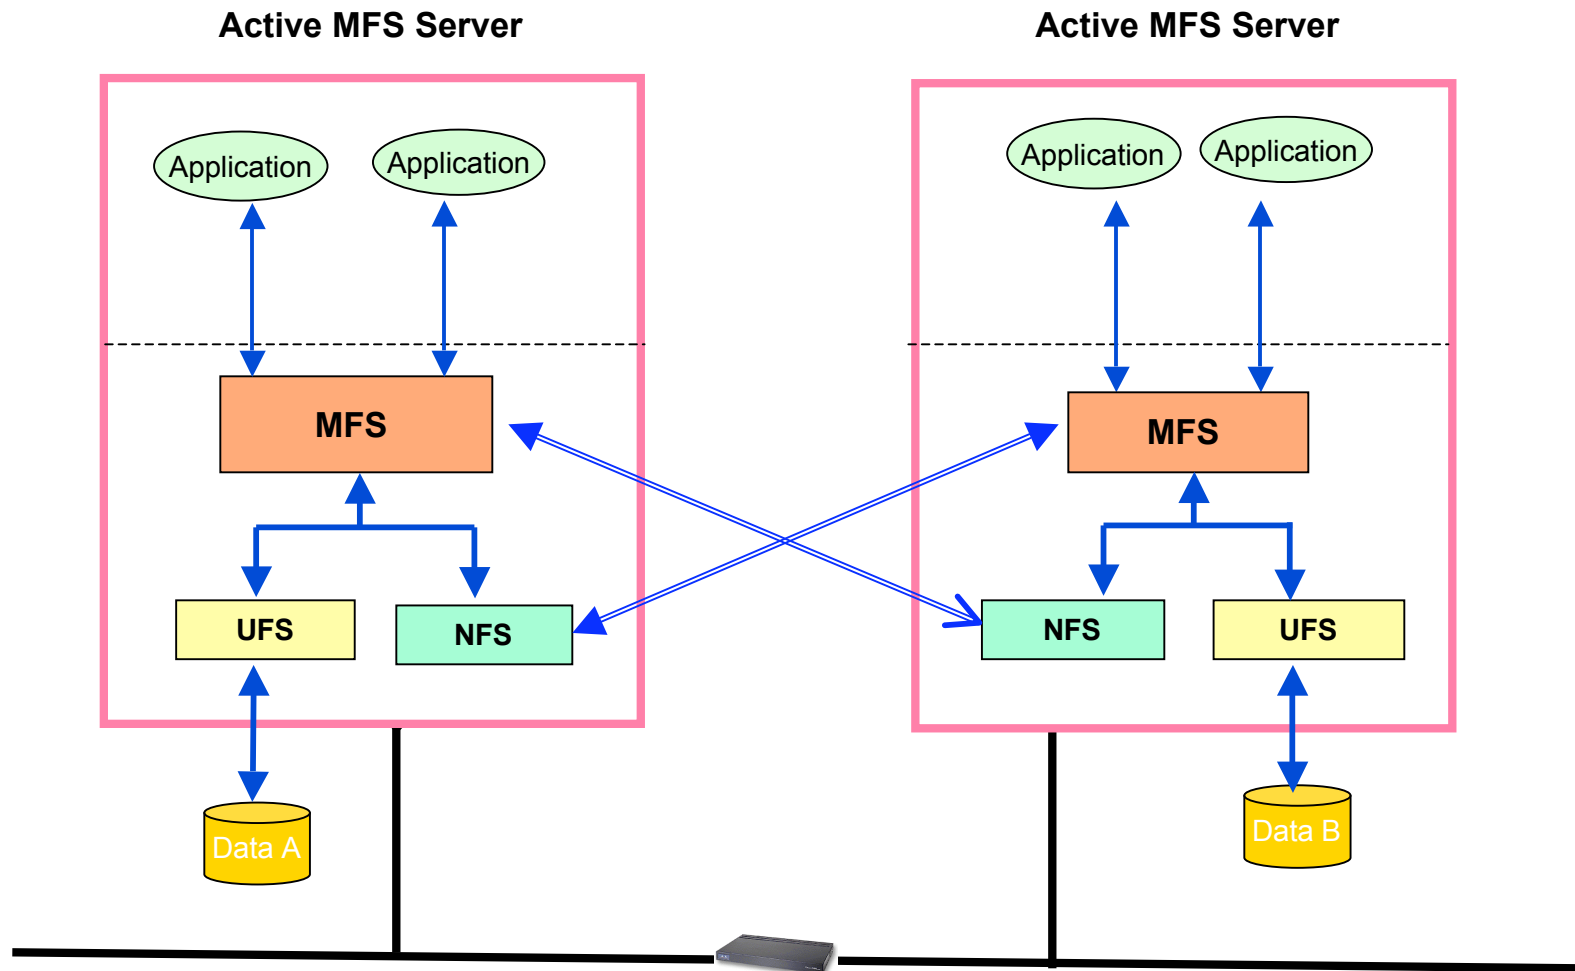 Active MFS Server
Active MFS Server
Application
Application
Application
Application
MFS
MFS
UFS
NFS
NFS
UFS
Data A
Data B